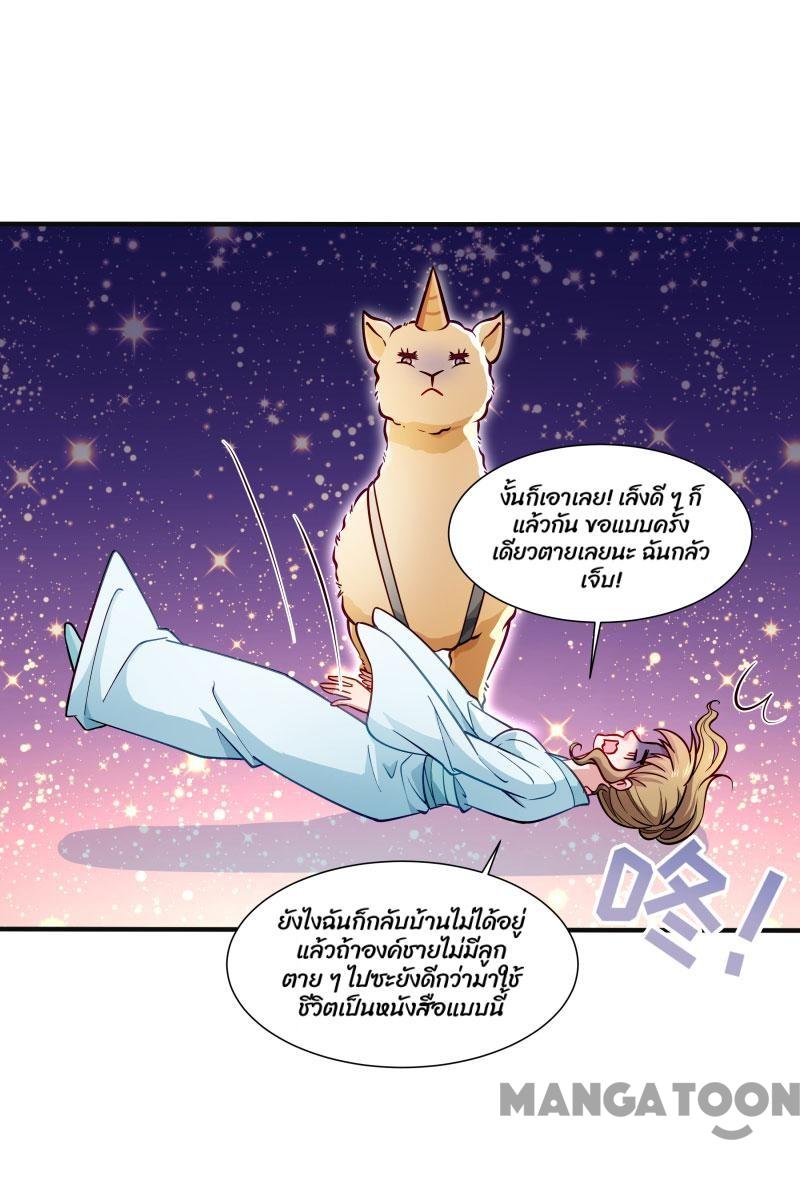 งั้นก็เอาเลย! เล็งดี ๆ ก็
แล้วกัน ขอแบบครั้ง
เดียวตายเลยนะ ฉันกลัว
เจ็บ!
咚!
ยังไงฉันก็กลับบ้านไม่ได้อยู่
แล้วถ้าองค์ชายไม่มีลูก
ตาย ๆ ไปซะยังดีกว่ามาใช้
ชีวิตเป็นหนังสือแบบนี้
MANGATOON